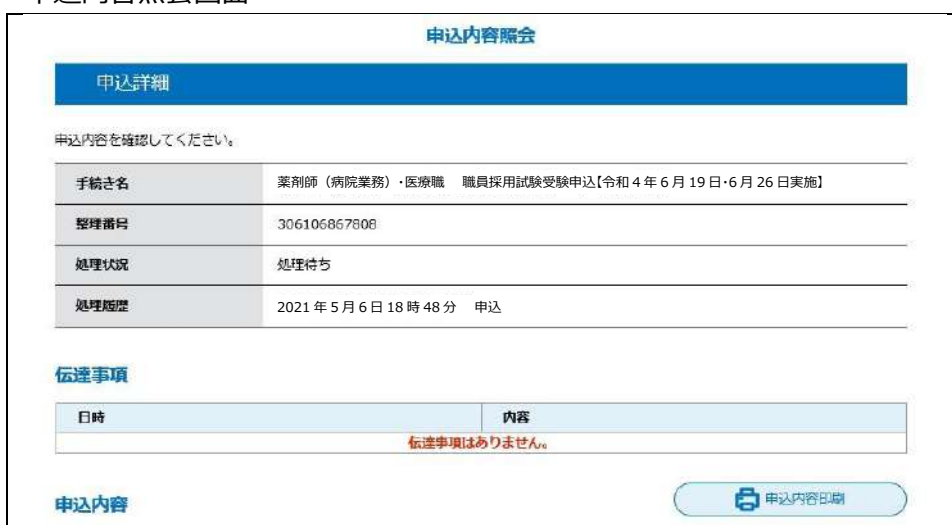 申込内容照会
申込詳細
申込内容を確認してください。
手続き名 薬剤師（病院業務）・医療職 職員採用試験受験申込【令和４年６月19日・6月26日実施】
整理番号 306106867808
処理状況 処理待ち
処理履歴 2021年5月6日18時48分 申込
伝達事項
日時 内容
伝達事項はありません。
申込内容
申込内容印刷